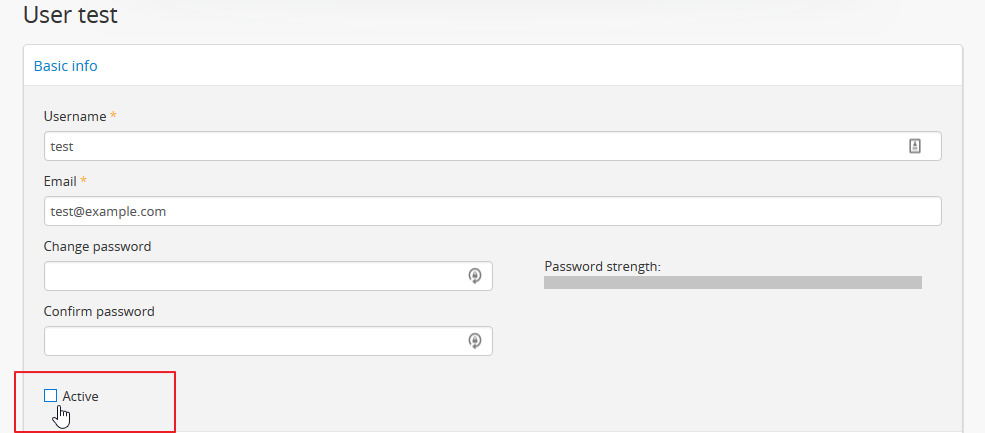 User test
Basic info
Username *
test
Email *
test@example.com
Change password
Password strength:
Confirm password
Active